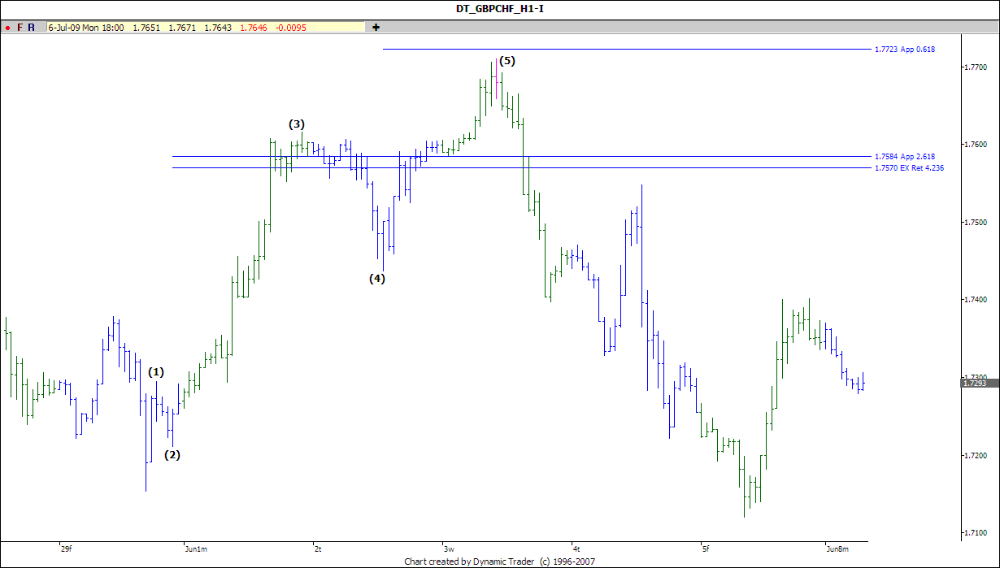 DT_GBPCHF_H1-I
F R 6-Jul-09 Mon 18:00 1.7651 1.7671 1.7643 1.7646 -0.0095 +
1.7723 App 0.618
(5)
1.7700
(3)
1.7600
1.7584 App 2.618
1.7570 EX Ret 4.236
1.7500
(4)
1.7400
(1)
1.7300
1.7293
(2)
1.7200
1.7100
29f Jun1m 2t 3w 4t 5f Jun8m
Chart created by Dynamic Trader (c) 1996-2007